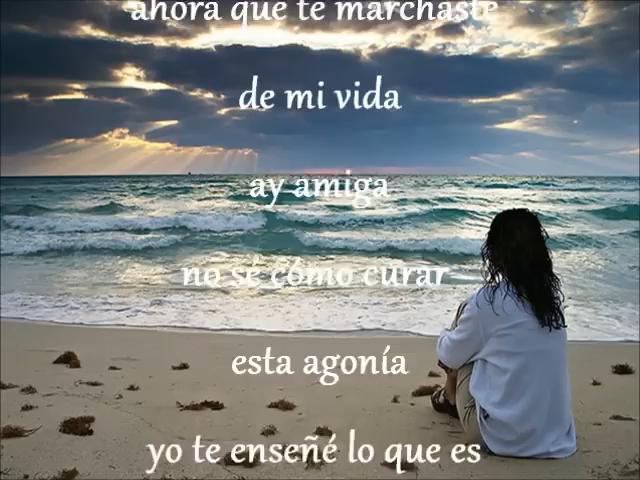 ahora que te marchaste
de mi vida
ay amiga
no sé cómo curar
esta agonía
yo te enseñé lo que es